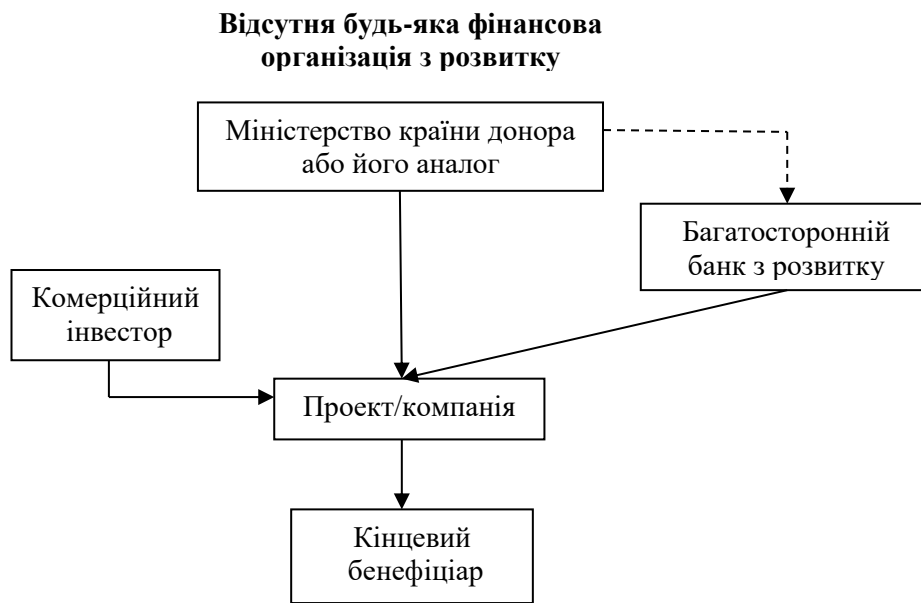 Відсутня будь-яка фінансова
організація з розвитку
Міністерство країни донора
або його аналог
Багатосторонній
банк з розвитку
Комерційний
інвестор
Проект/компанія
Кінцевий
бенефіціар